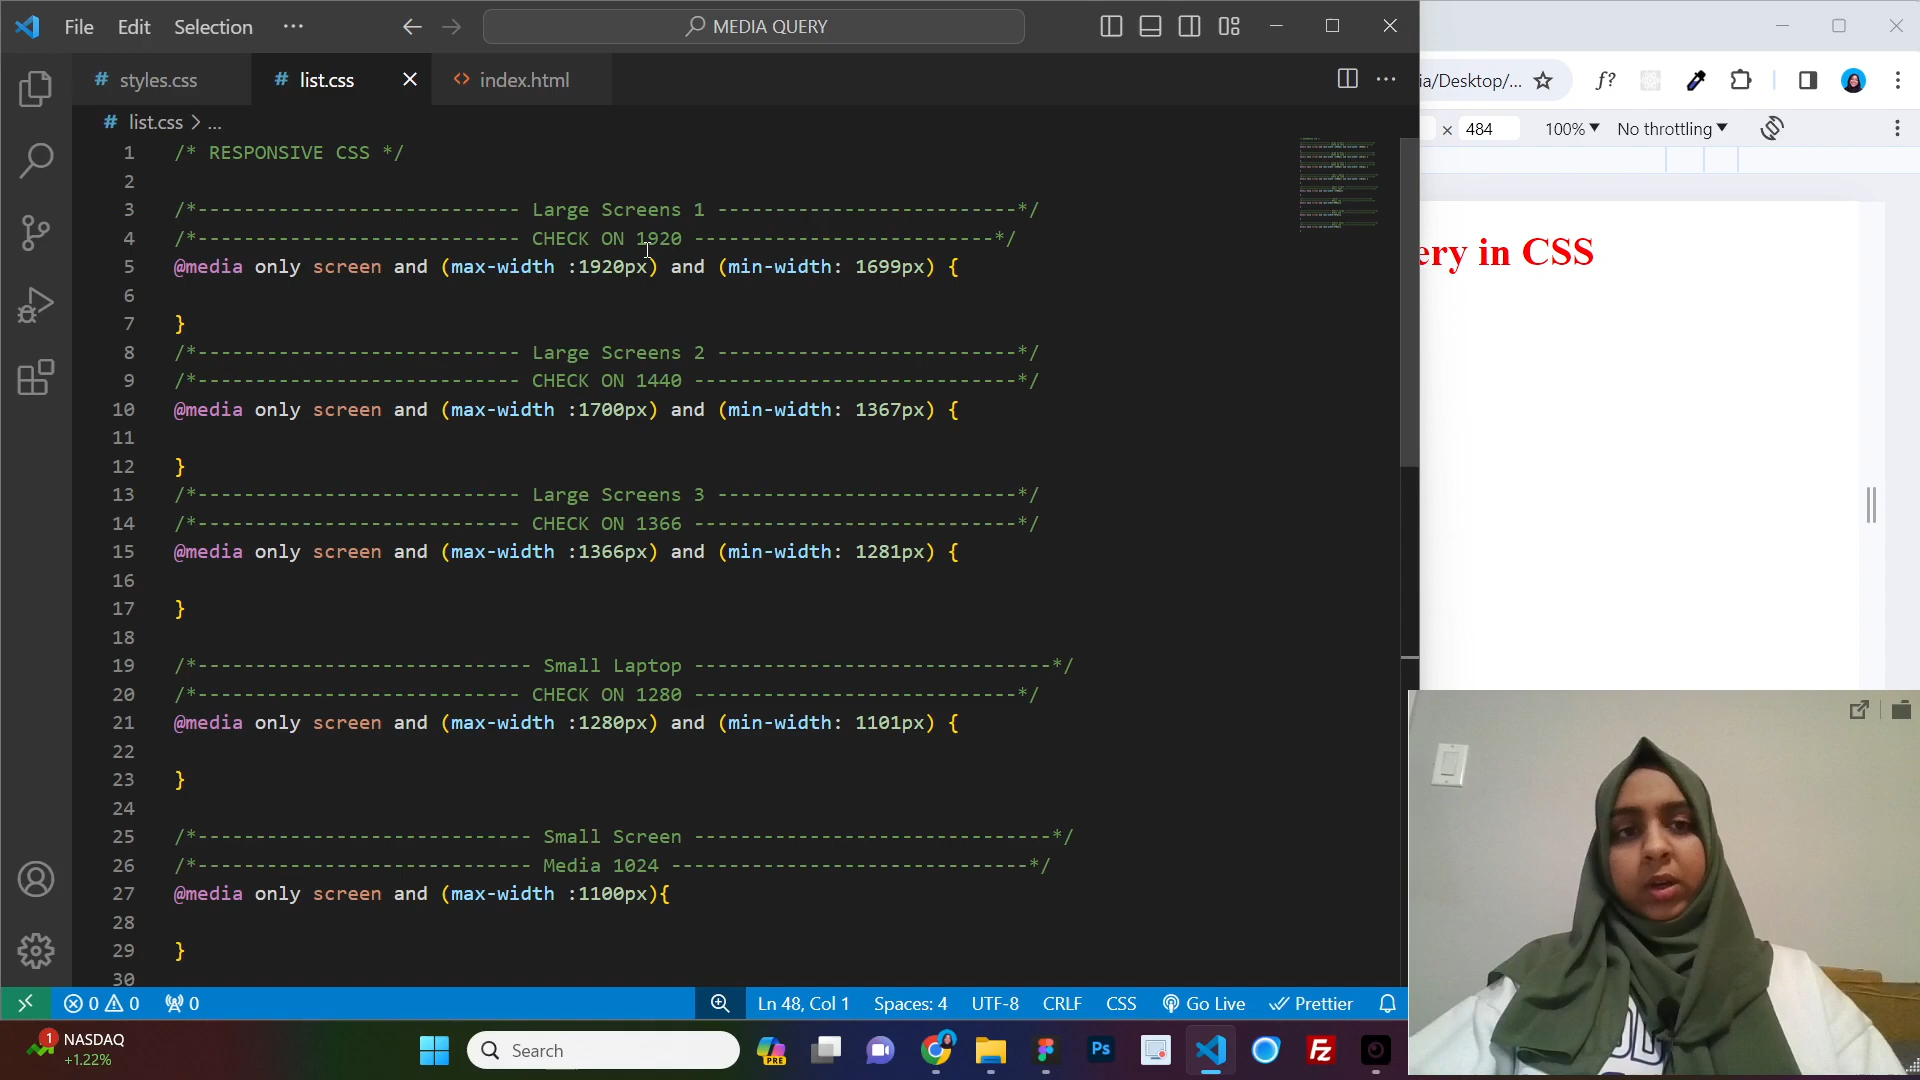 File Edit Selection ···
MEDIA QUERY
# styles.css
# list.css
<> index.html
# list.css > ...
1 /* RESPONSIVE CSS */
2
3 /*---------------------------- Large Screens 1 --------------------------*/
4 /*---------------------------- CHECK ON 1920 --------------------------*/
5 @media only screen and (max-width :1920px) and (min-width: 1699px) {
6
7 }
8 /*---------------------------- Large Screens 2 --------------------------*/
9 /*---------------------------- CHECK ON 1440 ----------------------------*/
10 @media only screen and (max-width :1700px) and (min-width: 1367px) {
11
12 }
13 /*---------------------------- Large Screens 3 --------------------------*/
14 /*---------------------------- CHECK ON 1366 ----------------------------*/
15 @media only screen and (max-width :1366px) and (min-width: 1281px) {
16
17 }
18
19 /*----------------------------- Small Laptop -------------------------------*/
20 /*---------------------------- CHECK ON 1280 ----------------------------*/
21 @media only screen and (max-width :1280px) and (min-width: 1101px) {
22
23 }
24
25 /*----------------------------- Small Screen -------------------------------*/
26 /*----------------------------- Media 1024 -------------------------------*/
27 @media only screen and (max-width :1100px){
28
29 }
30
0 0 0
Ln 48, Col 1 Spaces: 4 UTF-8 CRLF CSS Go Live Prettier
ia/Desktop/... f?
× 484 100% No throttling
ery in CSS
1 NASDAQ
+1.22%
Search
PRE
Ps
Fz